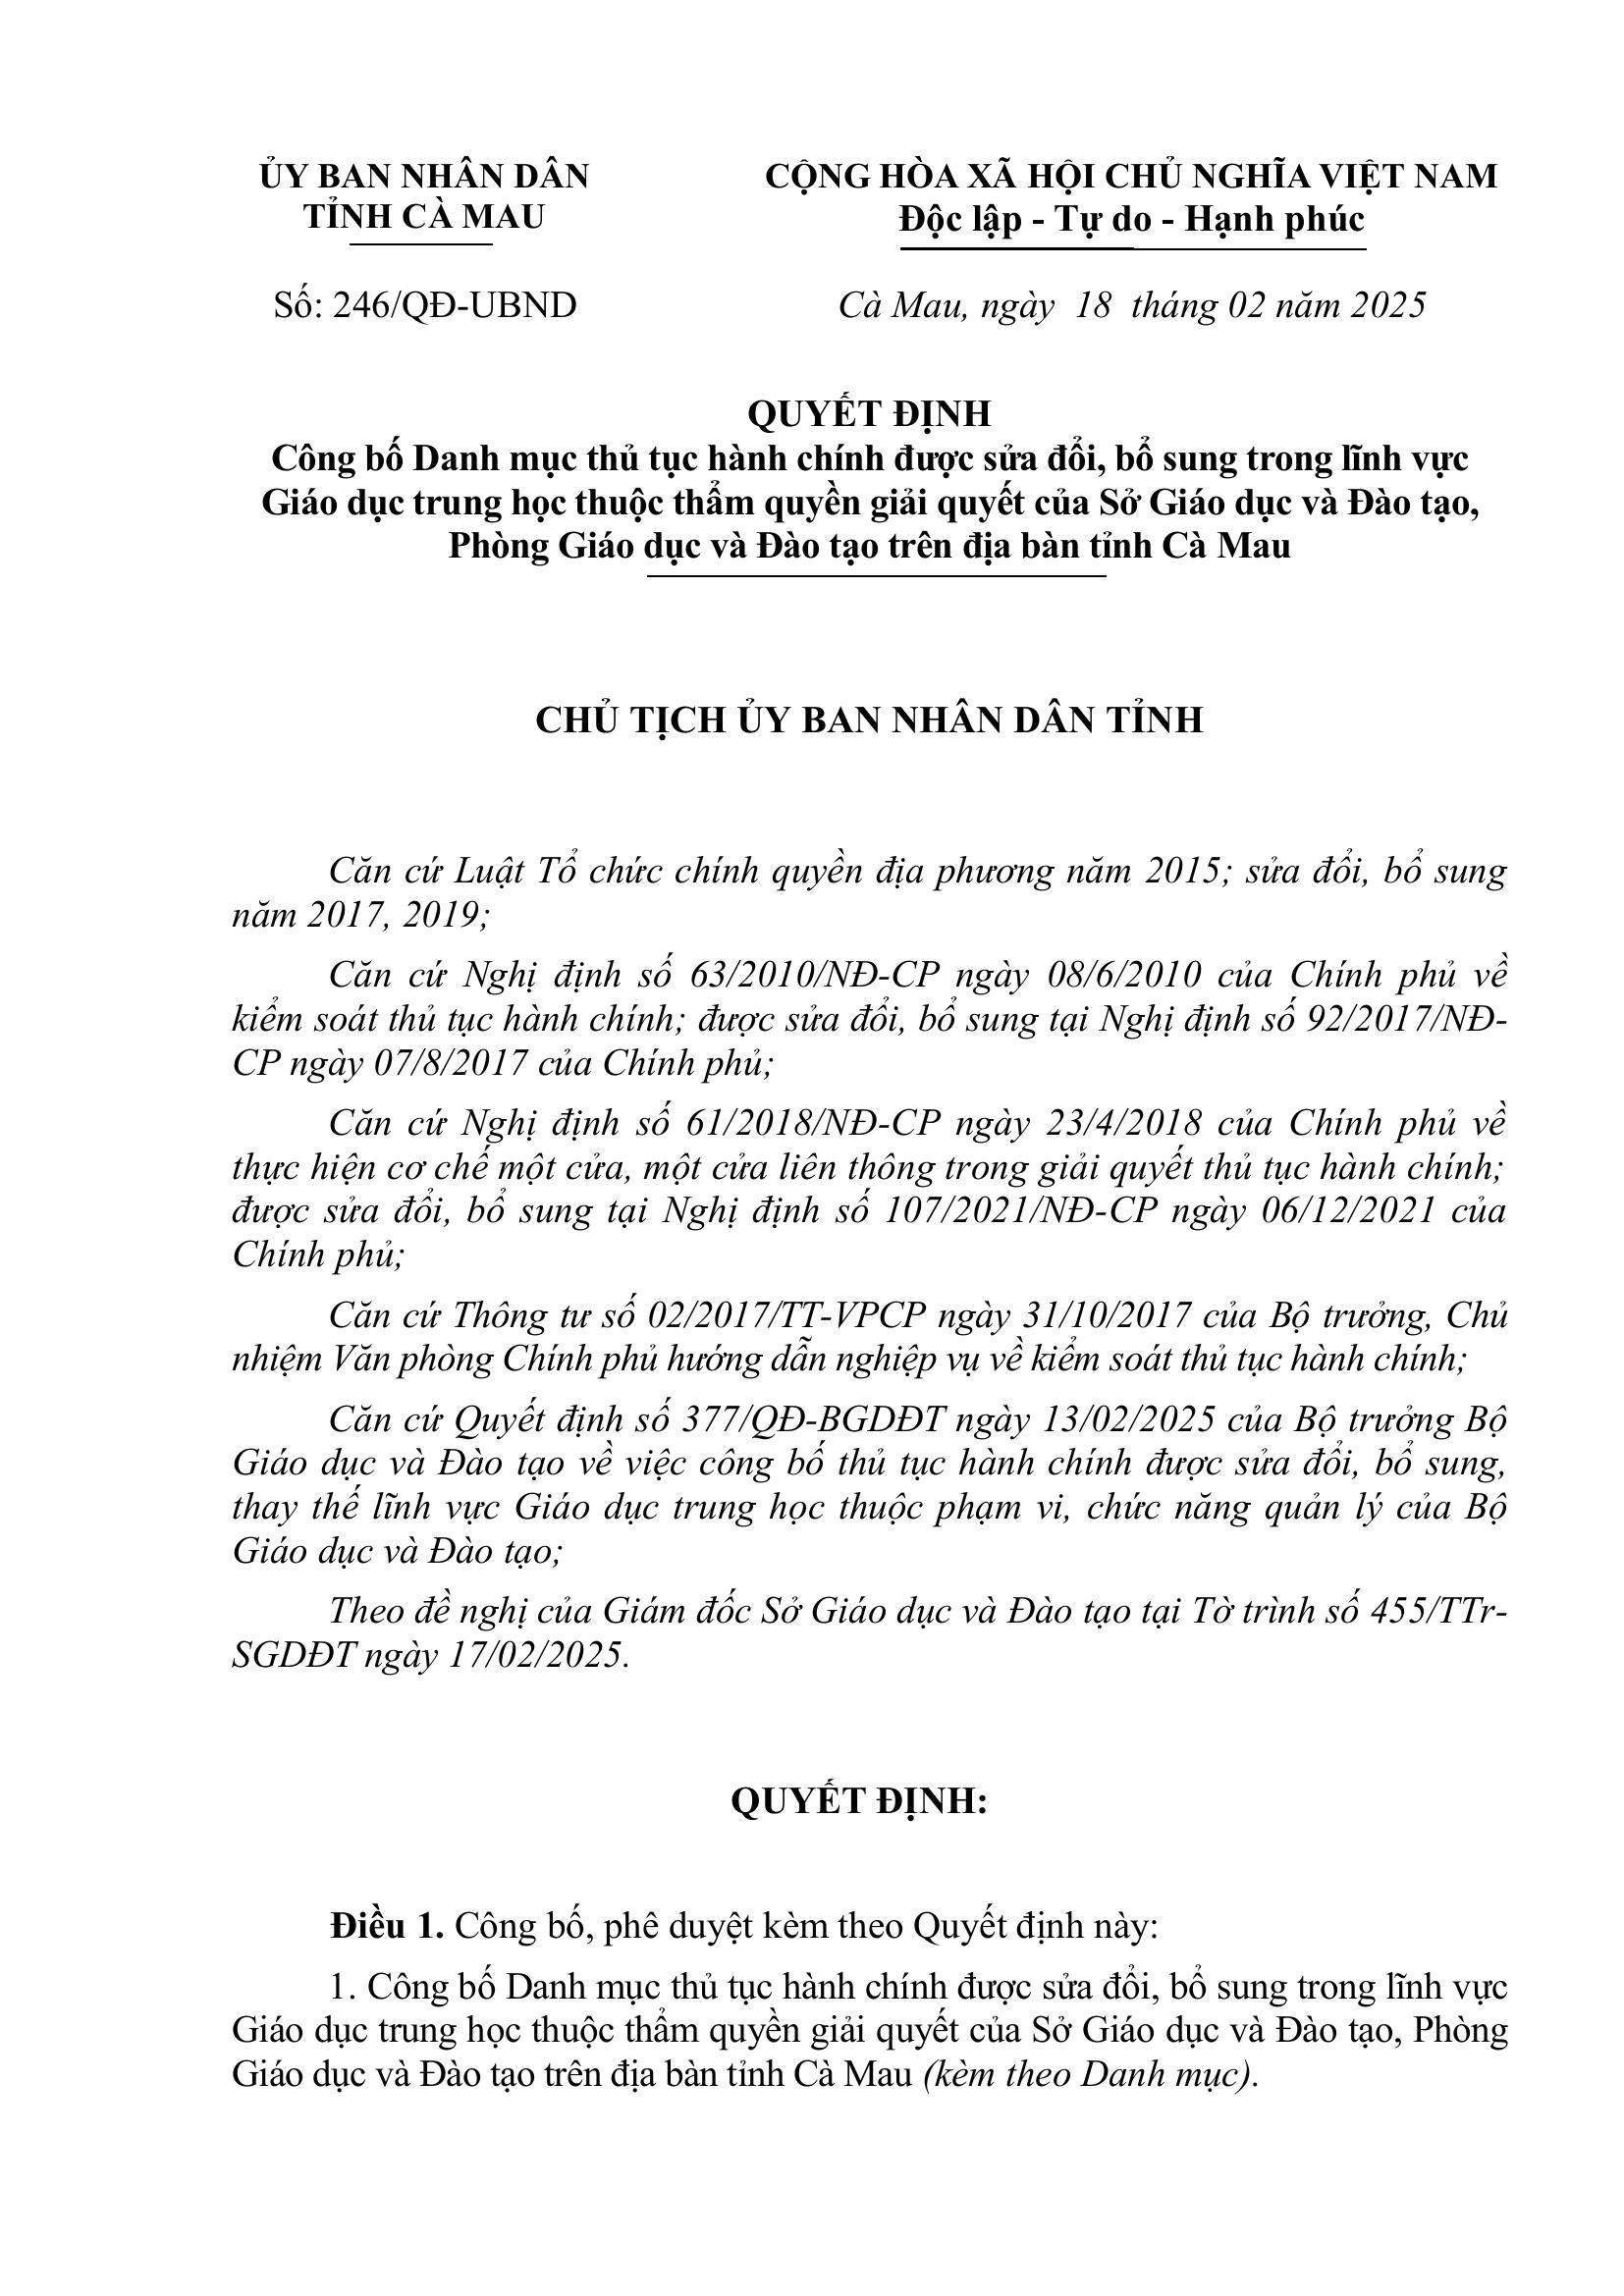 ỦY BAN NHÂN DÂN
TỈNH CÀ MAU
CỘNG HÒA XÃ HỘI CHỦ NGHĨA VIỆT NAM
Độc lập - Tự do - Hạnh phúc
Số: 246/QĐ-UBND
Cà Mau, ngày 18 tháng 02 năm 2025
QUYẾT ĐỊNH
Công bố Danh mục thủ tục hành chính được sửa đổi, bổ sung trong lĩnh vực
Giáo dục trung học thuộc thẩm quyền giải quyết của Sở Giáo dục và Đào tạo,
Phòng Giáo dục và Đào tạo trên địa bàn tỉnh Cà Mau
CHỦ TỊCH ỦY BAN NHÂN DÂN TỈNH
Căn cứ Luật Tổ chức chính quyền địa phương năm 2015; sửa đổi, bổ sung
năm 2017, 2019;
Căn cứ Nghị định số 63/2010/NĐ-CP ngày 08/6/2010 của Chính phủ về
kiểm soát thủ tục hành chính; được sửa đổi, bổ sung tại Nghị định số 92/2017/NĐ-
CP ngày 07/8/2017 của Chính phủ;
Căn cứ Nghị định số 61/2018/NĐ-CP ngày 23/4/2018 của Chính phủ về
thực hiện cơ chế một cửa, một cửa liên thông trong giải quyết thủ tục hành chính;
được sửa đổi, bổ sung tại Nghị định số 107/2021/NĐ-CP ngày 06/12/2021 của
Chính phủ;
Căn cứ Thông tư số 02/2017/TT-VPCP ngày 31/10/2017 của Bộ trưởng, Chủ
nhiệm Văn phòng Chính phủ hướng dẫn nghiệp vụ về kiểm soát thủ tục hành chính;
Căn cứ Quyết định số 377/QĐ-BGDĐT ngày 13/02/2025 của Bộ trưởng Bộ
Giáo dục và Đào tạo về việc công bố thủ tục hành chính được sửa đổi, bổ sung,
thay thế lĩnh vực Giáo dục trung học thuộc phạm vi, chức năng quản lý của Bộ
Giáo dục và Đào tạo;
Theo đề nghị của Giám đốc Sở Giáo dục và Đào tạo tại Tờ trình số 455/TTr-
SGDĐT ngày 17/02/2025.
QUYẾT ĐỊNH:
Điều 1. Công bố, phê duyệt kèm theo Quyết định này:
1. Công bố Danh mục thủ tục hành chính được sửa đổi, bổ sung trong lĩnh vực
Giáo dục trung học thuộc thẩm quyền giải quyết của Sở Giáo dục và Đào tạo, Phòng
Giáo dục và Đào tạo trên địa bàn tỉnh Cà Mau (kèm theo Danh mục).